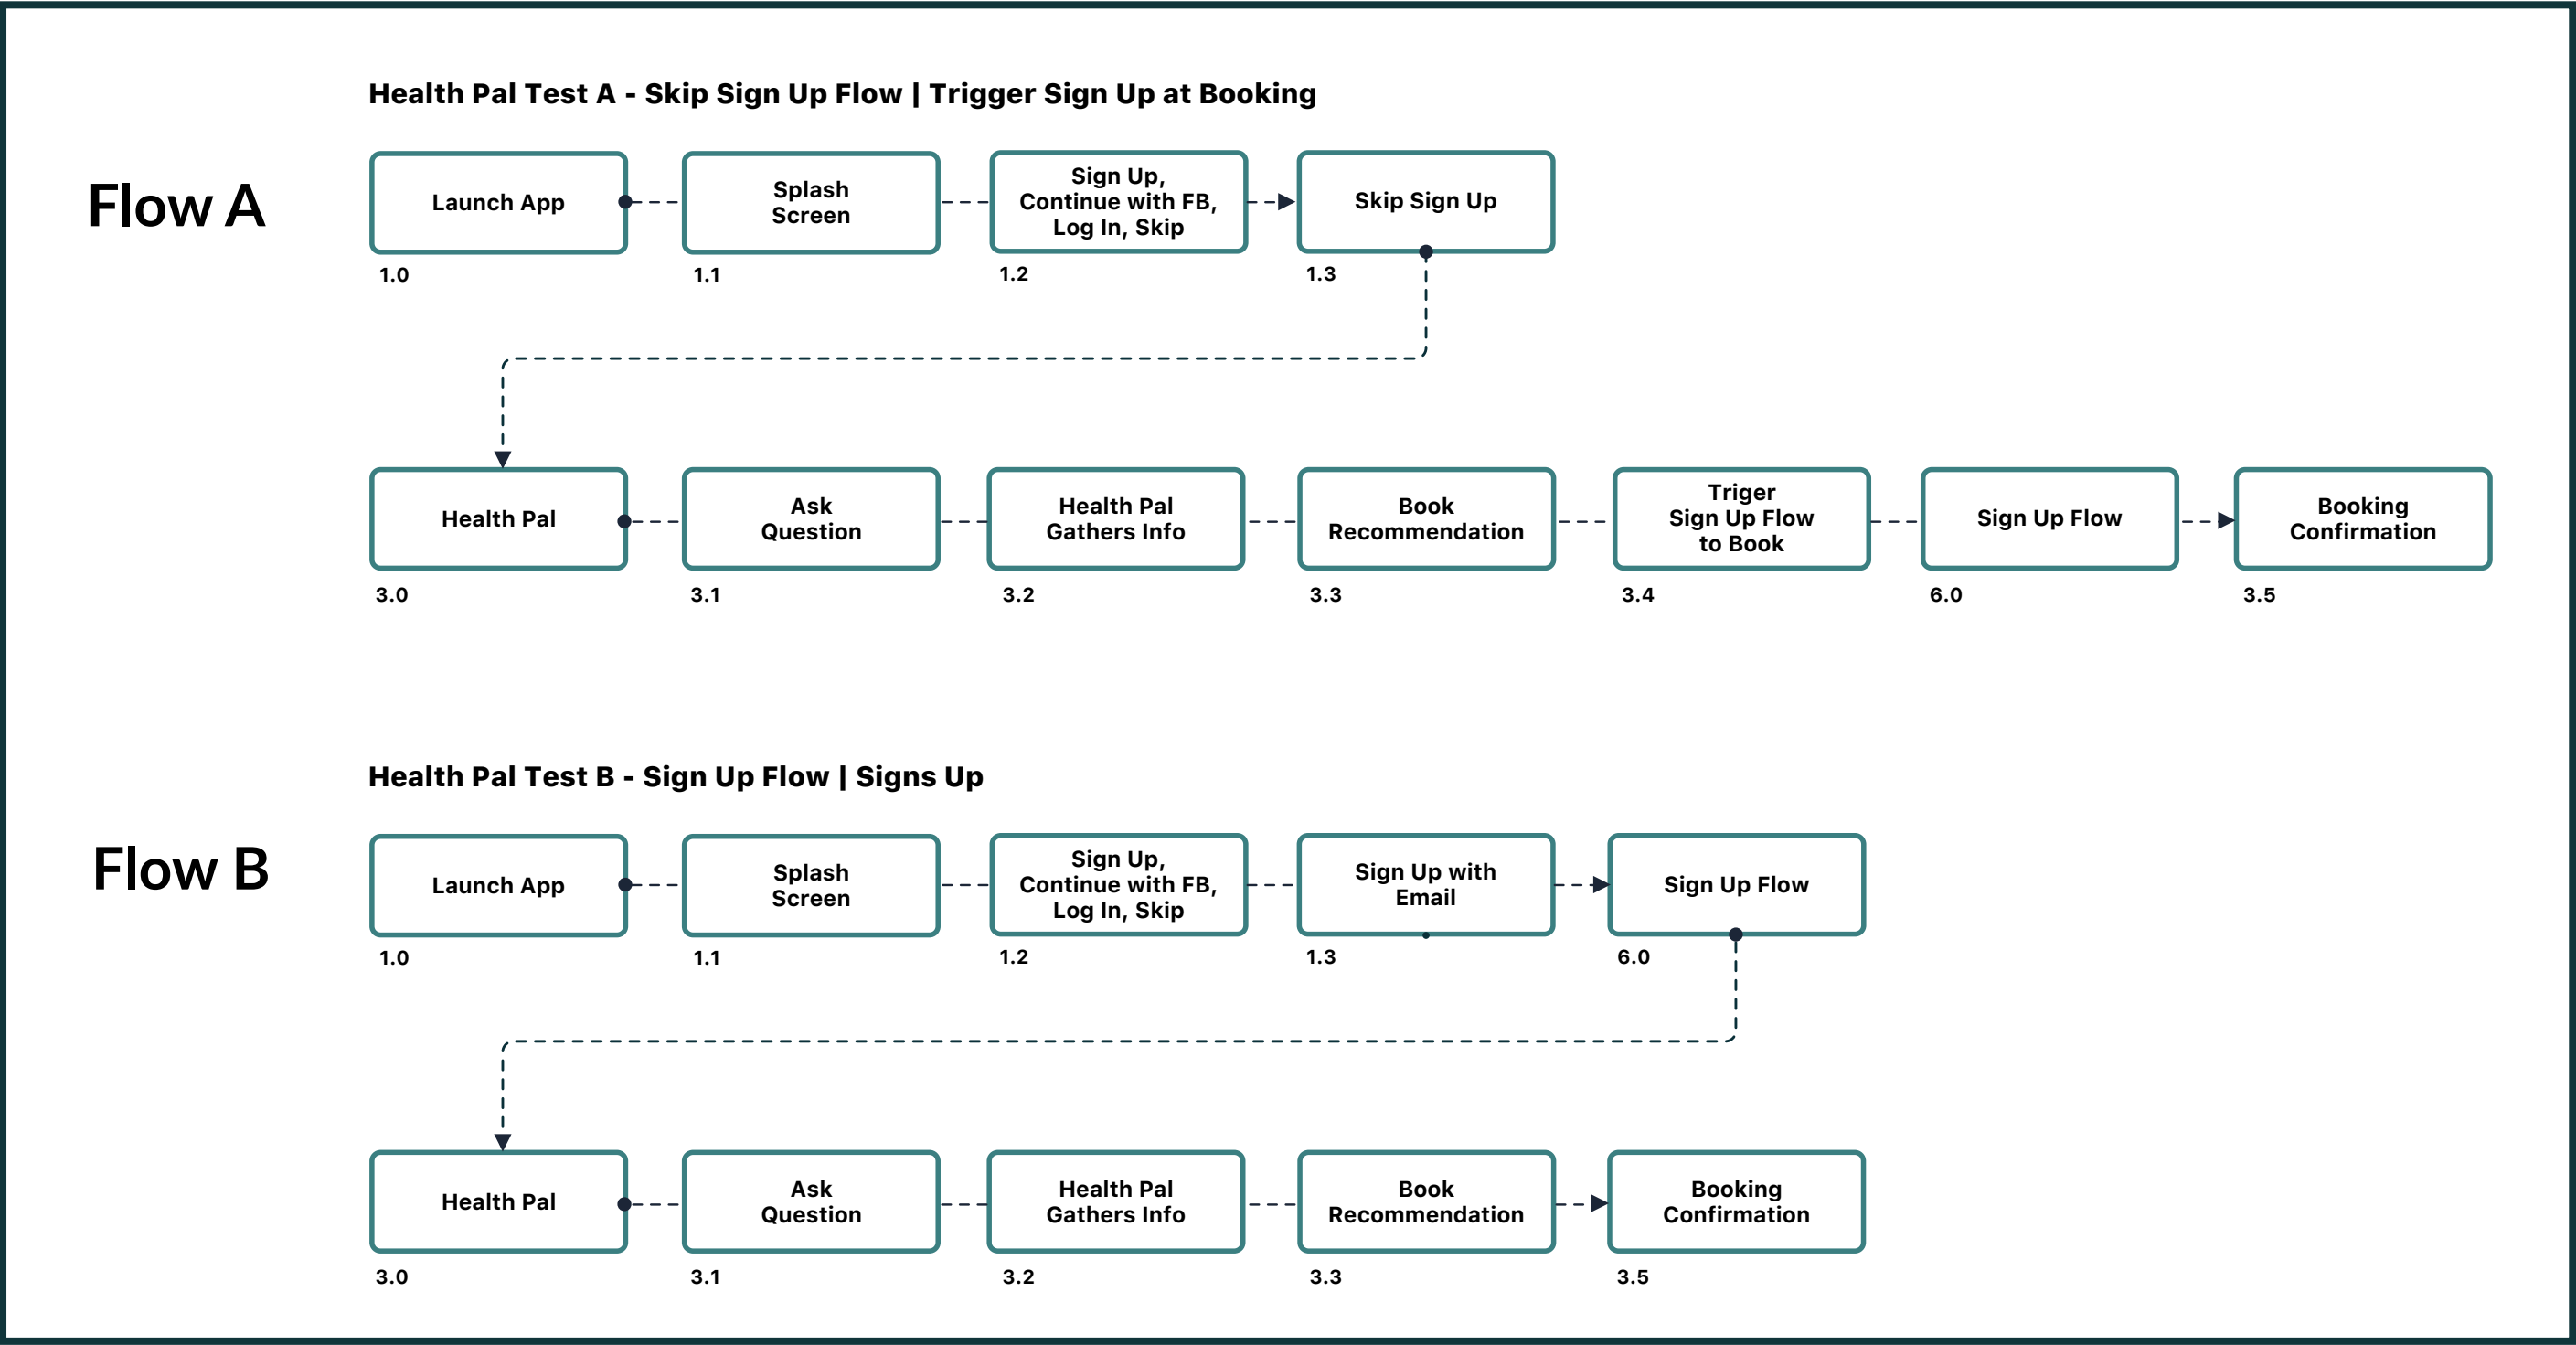 Health Pal Test A - Skip Sign Up Flow | Trigger Sign Up at Booking
Flow A
Launch App
1.0
Splash
Screen
1.1
Sign Up,
Continue with FB,
Log In, Skip
1.2
Skip Sign Up
1.3
Health Pal
3.0
Ask
Question
3.1
Health Pal
Gathers Info
3.2
Book
Recommendation
3.3
Triger
Sign Up Flow
to Book
3.4
Sign Up Flow
6.0
Booking
Confirmation
3.5
Health Pal Test B - Sign Up Flow | Signs Up
Flow B
Launch App
1.0
Splash
Screen
1.1
Sign Up,
Continue with FB,
Log In, Skip
1.2
Sign Up with
Email
1.3
Sign Up Flow
6.0
Health Pal
3.0
Ask
Question
3.1
Health Pal
Gathers Info
3.2
Book
Recommendation
3.3
Booking
Confirmation
3.5